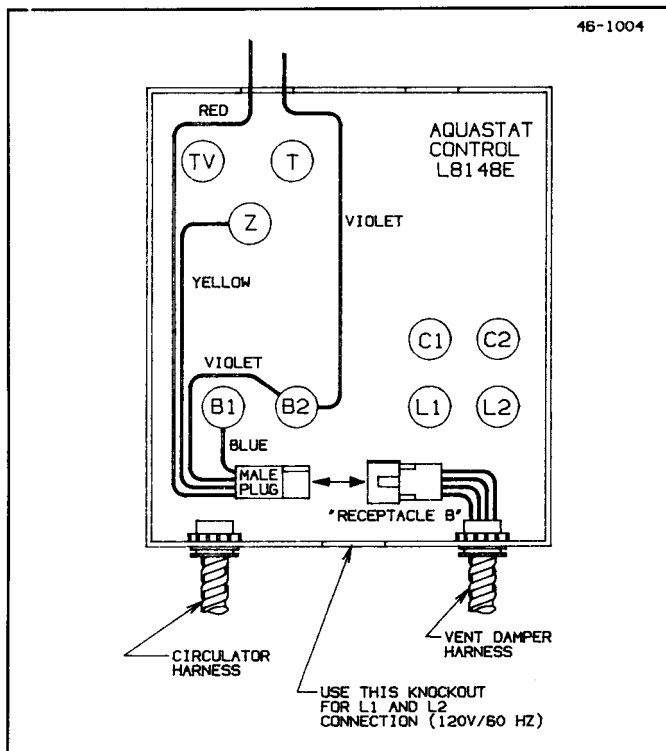 46-1004
RED
AQUASTAT
CONTROL
L8148E
TV
T
Z
VIOLET
YELLOW
C1
C2
VIOLET
B1
B2
L1
L2
BLUE
MALE
PLUG
"RECEPTACLE B"
CIRCULATOR
HARNESS
VENT DAMPER
HARNESS
USE THIS KNOCKOUT
FOR L1 AND L2
CONNECTION (120V/60 HZ)